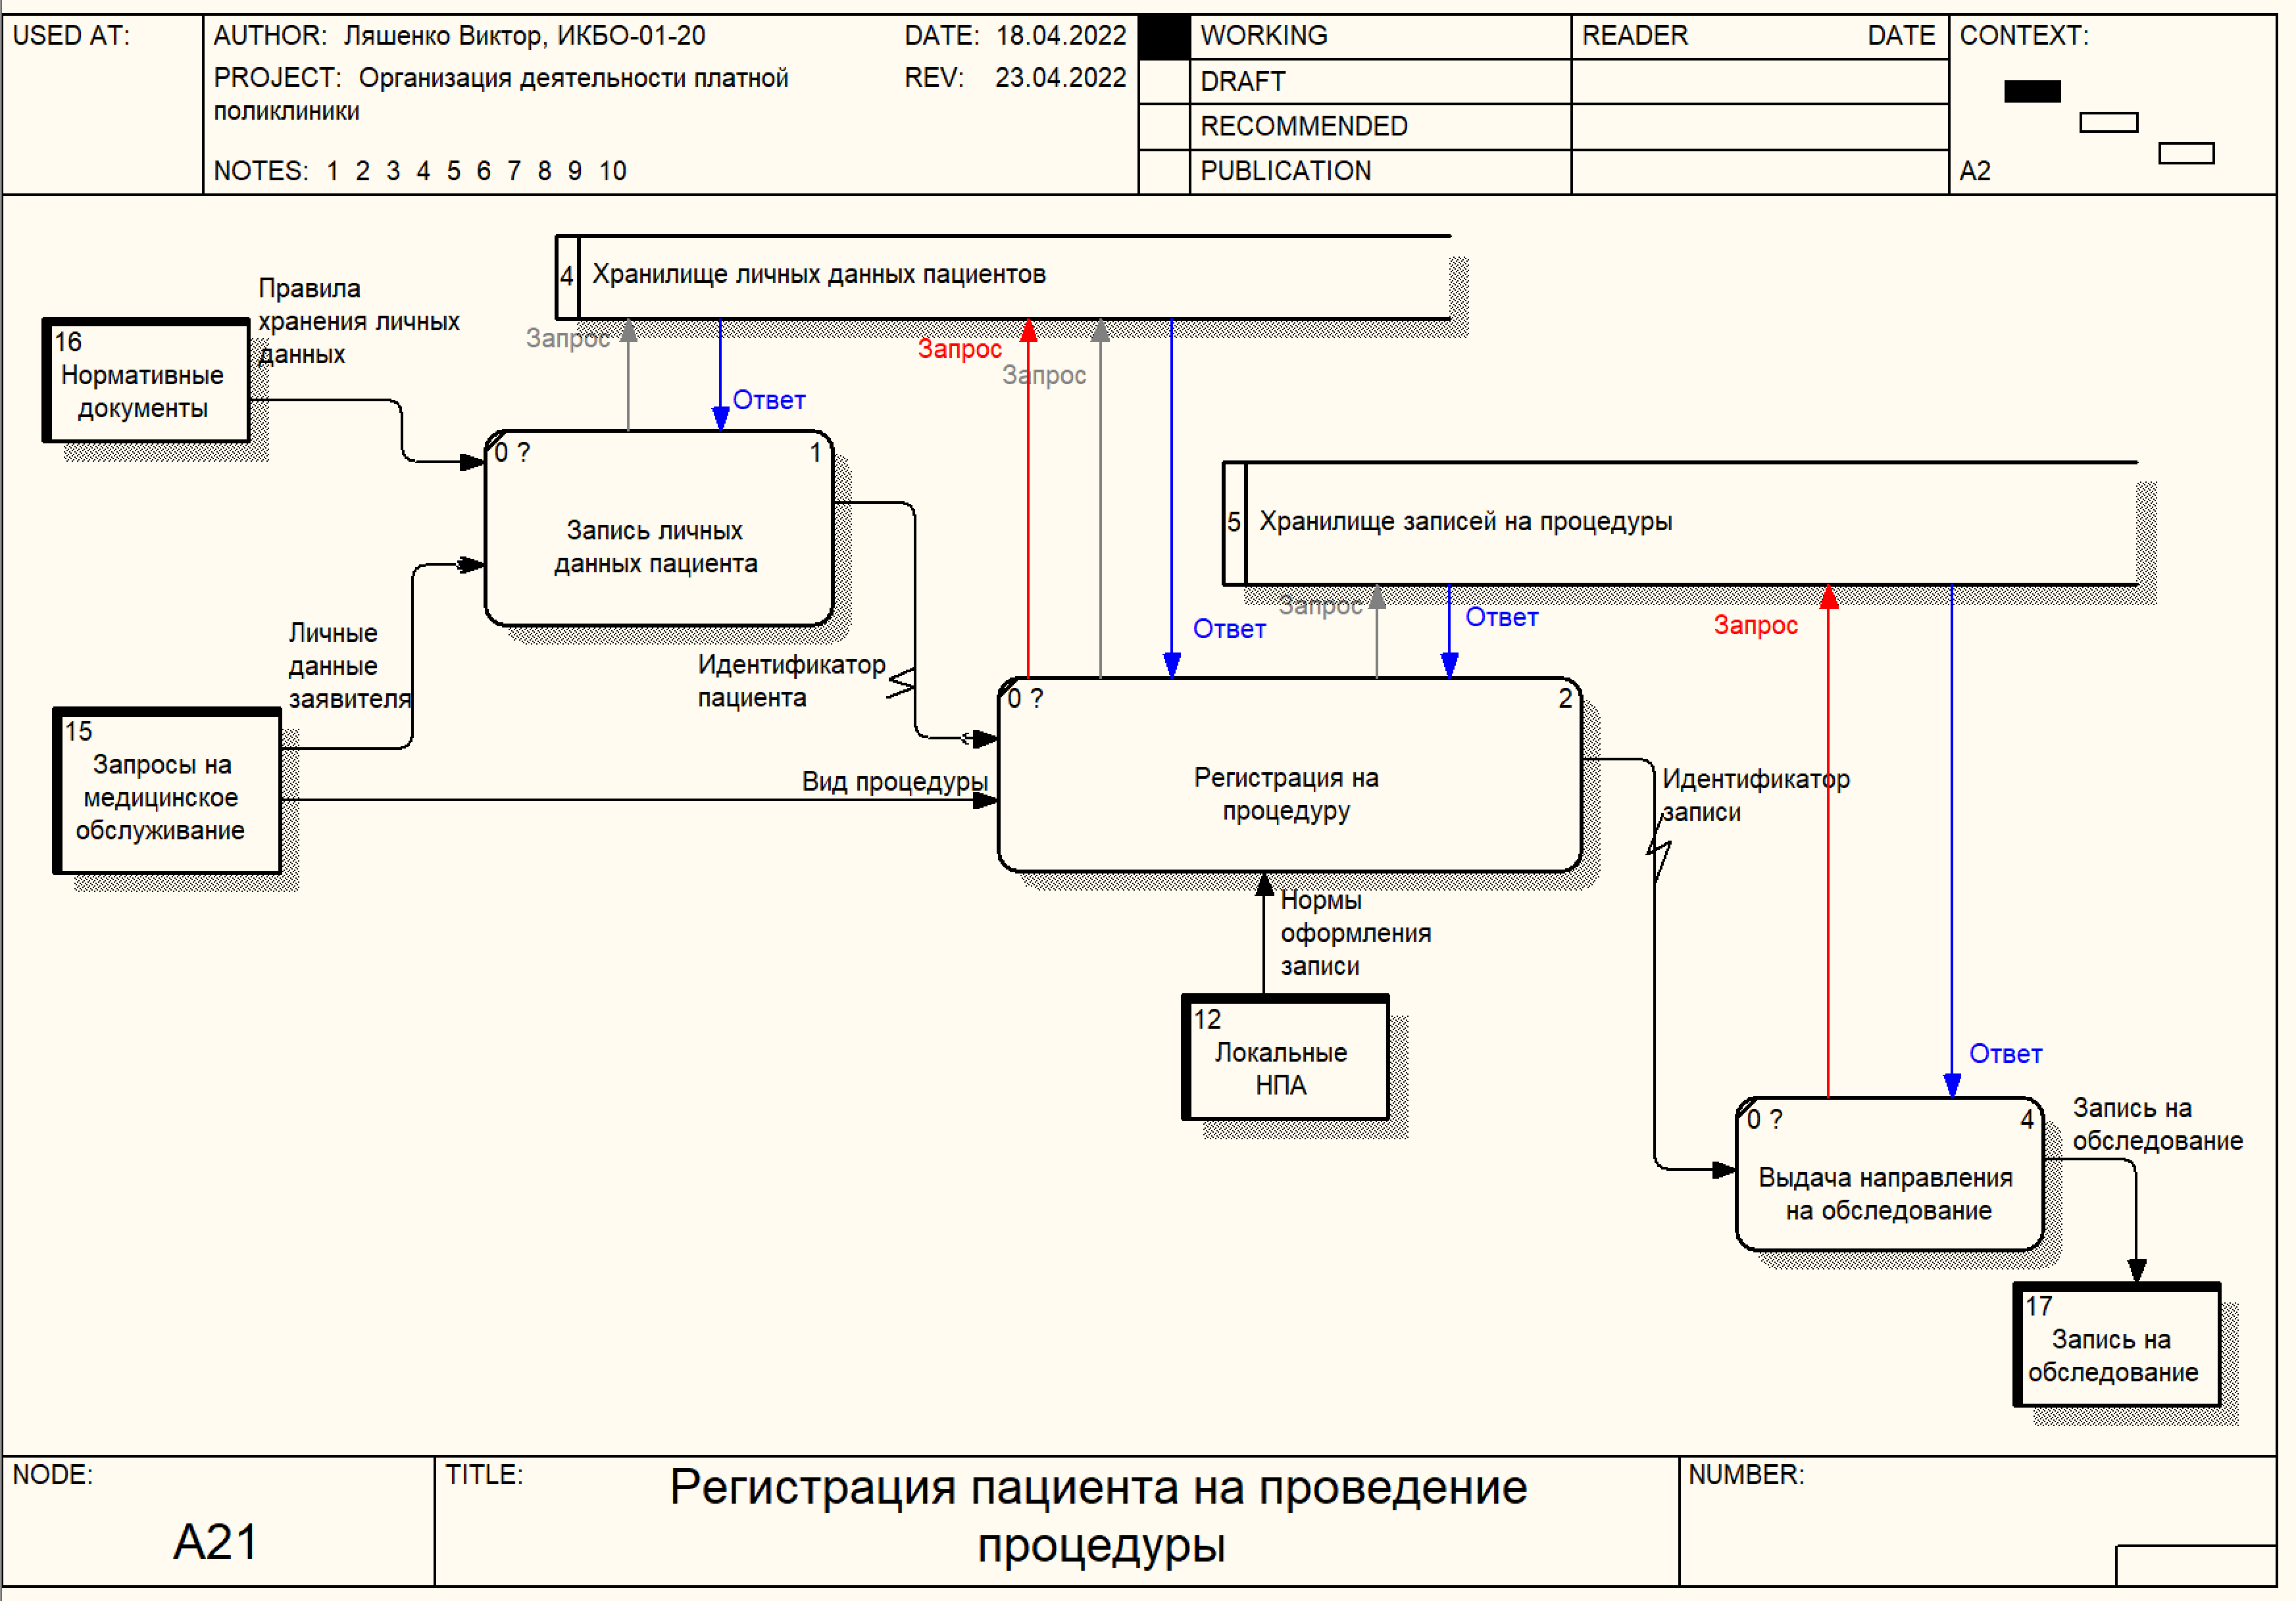 USED AT:
AUTHOR: Ляшенко Виктор, ИКБО-01-20
DATE: 18.04.2022
PROJECT: Организация деятельности платной
поликлиники
REV: 23.04.2022
NOTES: 1 2 3 4 5 6 7 8 9 10
WORKING
DRAFT
RECOMMENDED
PUBLICATION
READER DATE
CONTEXT:
A2
4 Хранилище личных данных пациентов
Правила
хранения личных
данных
16
Нормативные
документы
Запрос
Ответ
Запрос
Запрос
0 ? 1
Запись личных
данных пациента
5 Хранилище записей на процедуры
Запрос
Ответ
Ответ
Запрос
Личные
данные
заявителя
Идентификатор
пациента
15
Запросы на
медицинское
обслуживание
Вид процедуры
0 ? 2
Регистрация на
процедуру
Идентификатор
записи
Нормы
оформления
записи
12
Локальные
НПА
Ответ
0 ? 4
Выдача направления
на обследование
Запись на
обследование
17
Запись на
обследование
NODE:
A21
TITLE:
Регистрация пациента на проведение
процедуры
NUMBER: